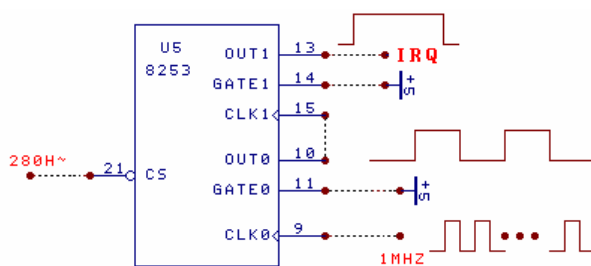 U5
8253
OUT1 13 IRQ
GATE1 14 +5
CLK1 15
OUT0 10
280H~ 21 CS
GATE0 11 +5
CLK0 9
1MHZ